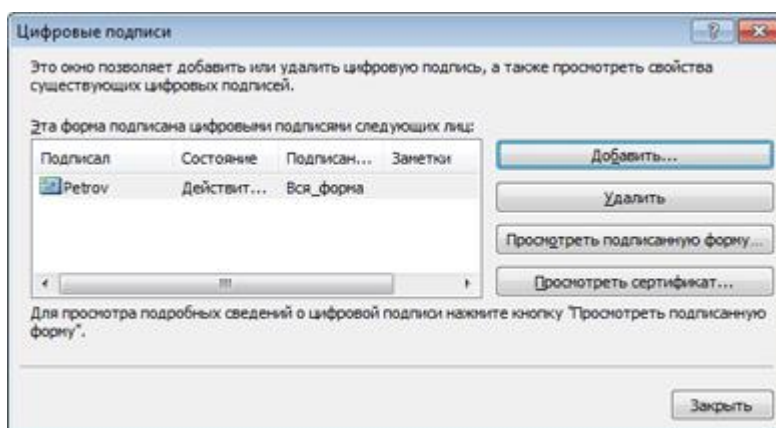 Цифровые подписи
Это окно позволяет добавить или удалить цифровую подпись, а также просмотреть свойства
существующих цифровых подписей.
Эта форма подписана цифровыми подписями следующих лиц:
Подписал Состояние Подписан... Заметки
Petrov Действит... Вся_форма
Добавить...
Удалить
Просмотреть подписанную форму...
Просмотреть сертификат...
Для просмотра подробных сведений о цифровой подписи нажмите кнопку "Просмотреть подписанную
форму".
Закрыть